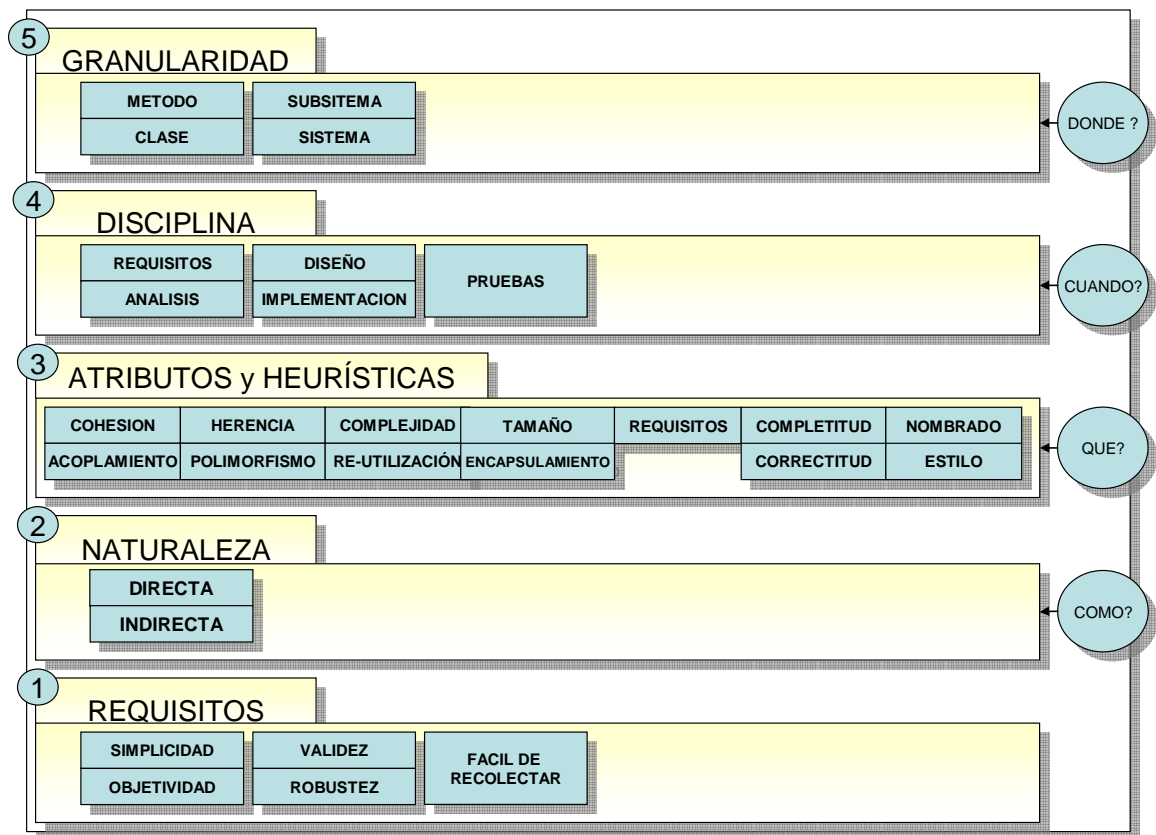 5
GRANULARIDAD
METODO
SUBSITEMA
CLASE
SISTEMA
DONDE ?
4
DISCIPLINA
REQUISITOS
DISEÑO
PRUEBAS
ANALISIS
IMPLEMENTACION
CUANDO?
3
ATRIBUTOS y HEURÍSTICAS
COHESION
HERENCIA
COMPLEJIDAD
TAMAÑO
REQUISITOS
COMPLETITUD
NOMBRADO
ACOPLAMIENTO
POLIMORFISMO
RE-UTILIZACIÓN
ENCAPSULAMIENTO
CORRECTITUD
ESTILO
QUE?
2
NATURALEZA
DIRECTA
INDIRECTA
COMO?
1
REQUISITOS
SIMPLICIDAD
VALIDEZ
FACIL DE
RECOLECTAR
OBJETIVIDAD
ROBUSTEZ